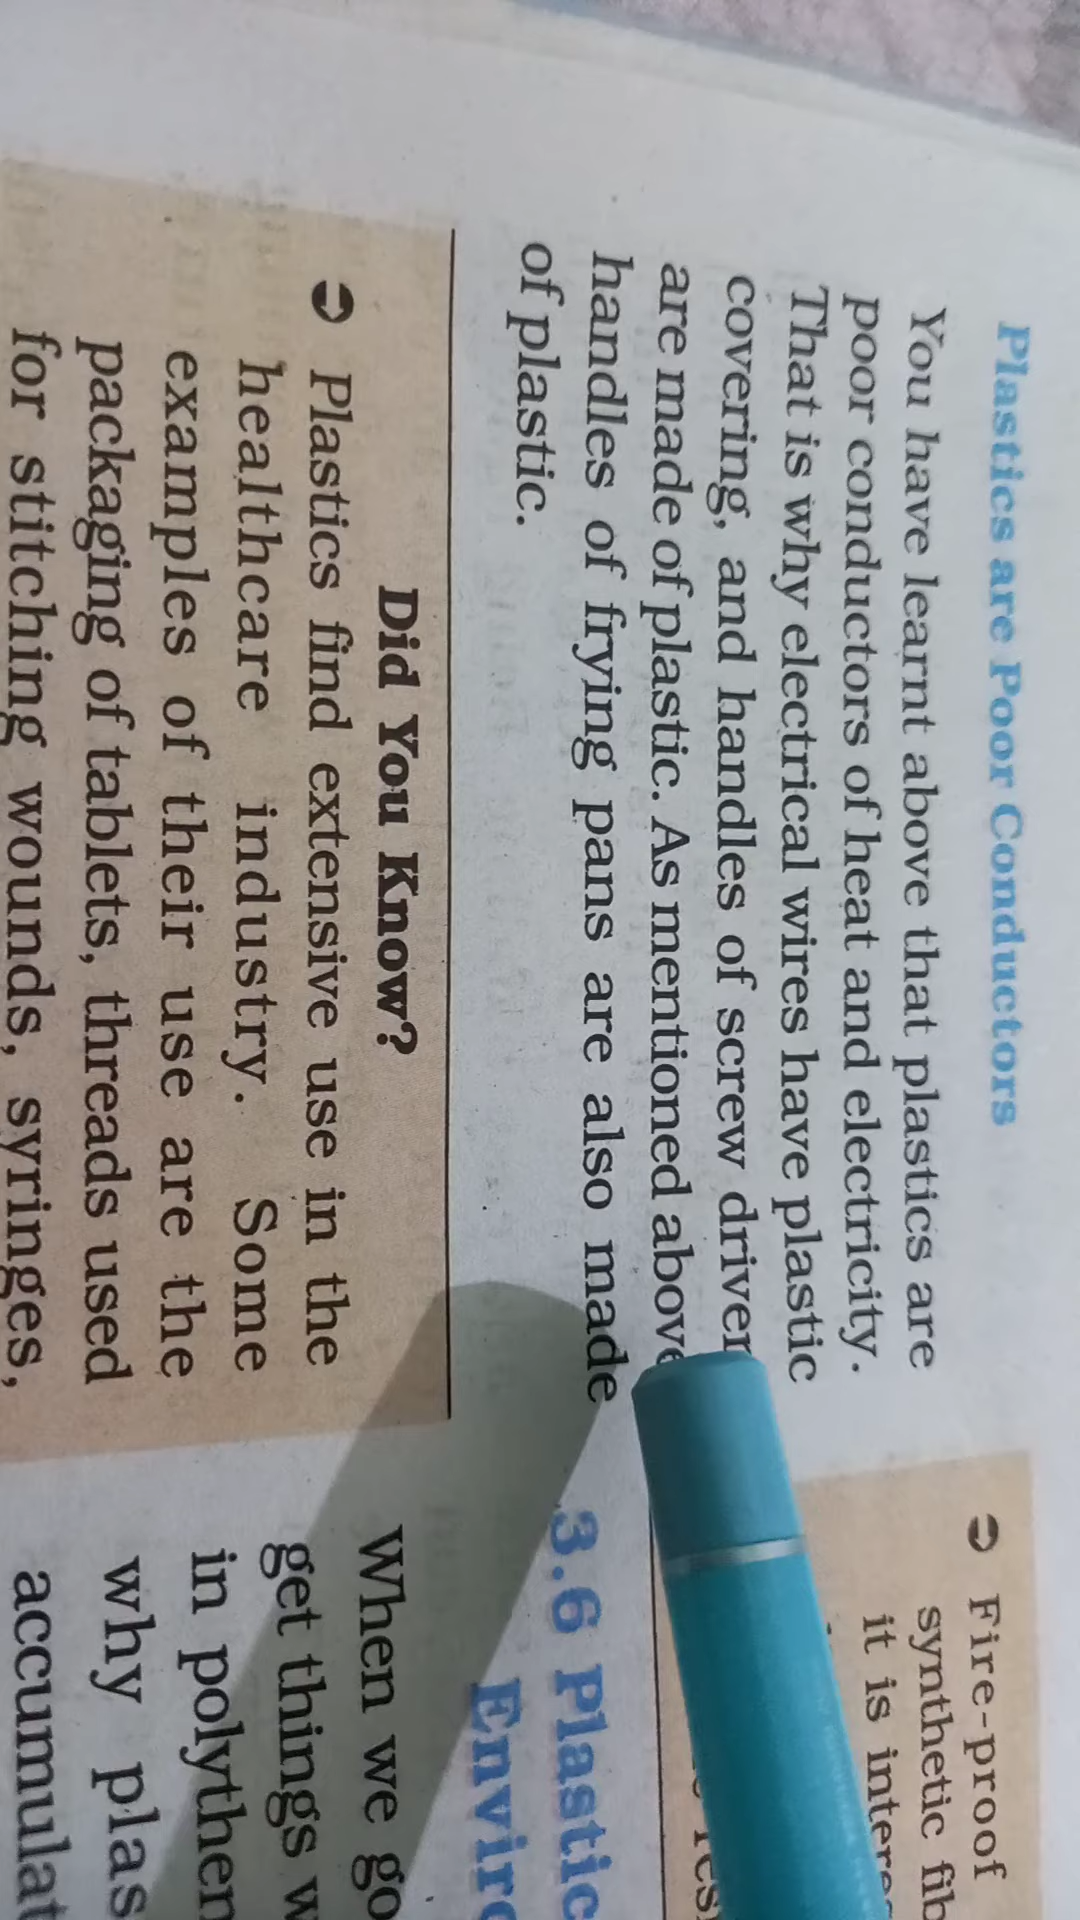 Plastics are Poor Conductors
You have learnt above that plastics are
poor conductors of heat and electricity.
That is why electrical wires have plastic
covering, and handles of screw driver
are made of plastic. As mentioned above
handles of frying pans are also made
of plastic.
Did You Know?
➲ Plastics find extensive use in the
healthcare industry. Some
examples of their use are the
packaging of tablets, threads used
for stitching wounds, syringes,
➲ Fire-proof
synthetic fib
it is interes
3.6 Plastic
Enviro
When we go
get things w
in polythen
why plas
accumulat